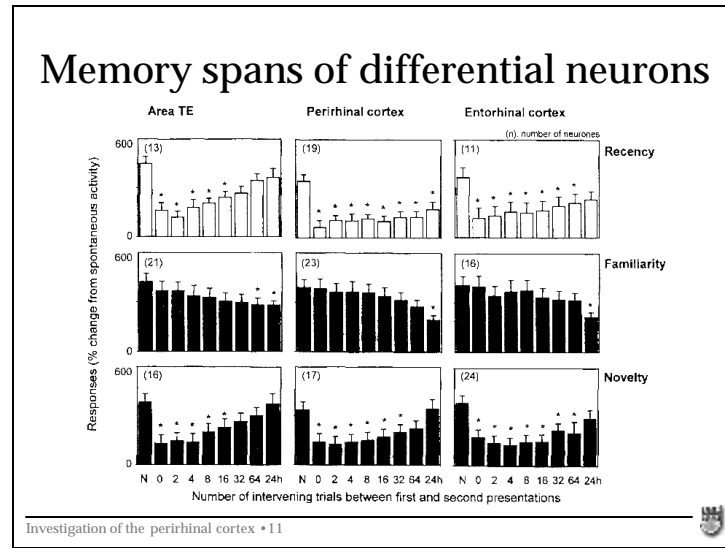 Memory spans of differential neurons
Area TE Perirhinal cortex Entorhinal cortex
(n). number of neurones
600 (13) (19) (11) Recency
0
600 (21) (23) (16) Familiarity
0
600 (16) (17) (24) Novelty
0
Responses (% change from spontaneous activity)
N 0 2 4 8 16 32 64 24h N 0 2 4 8 16 32 64 24h N 0 2 4 8 16 32 64 24h
Number of intervening trials between first and second presentations
Investigation of the perirhinal cortex • 11